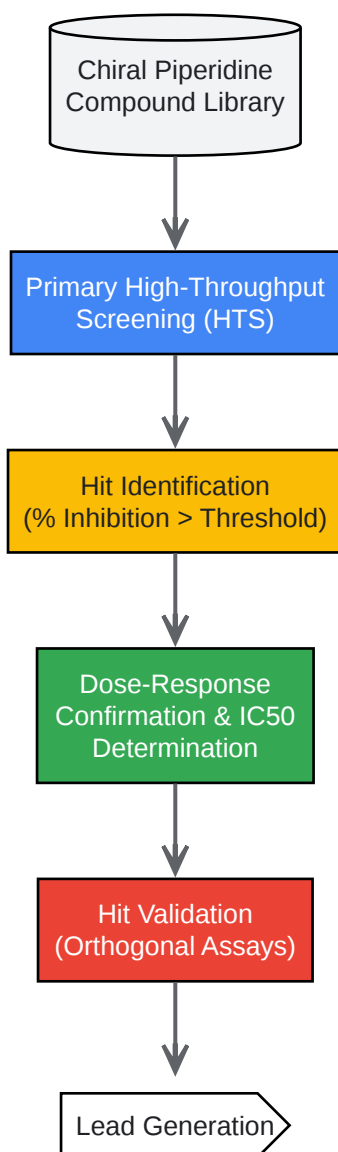 Chiral Piperidine
Compound Library
Primary High-Throughput
Screening (HTS)
Hit Identification
(% Inhibition > Threshold)
Dose-Response
Confirmation & IC50
Determination
Hit Validation
(Orthogonal Assays)
Lead Generation